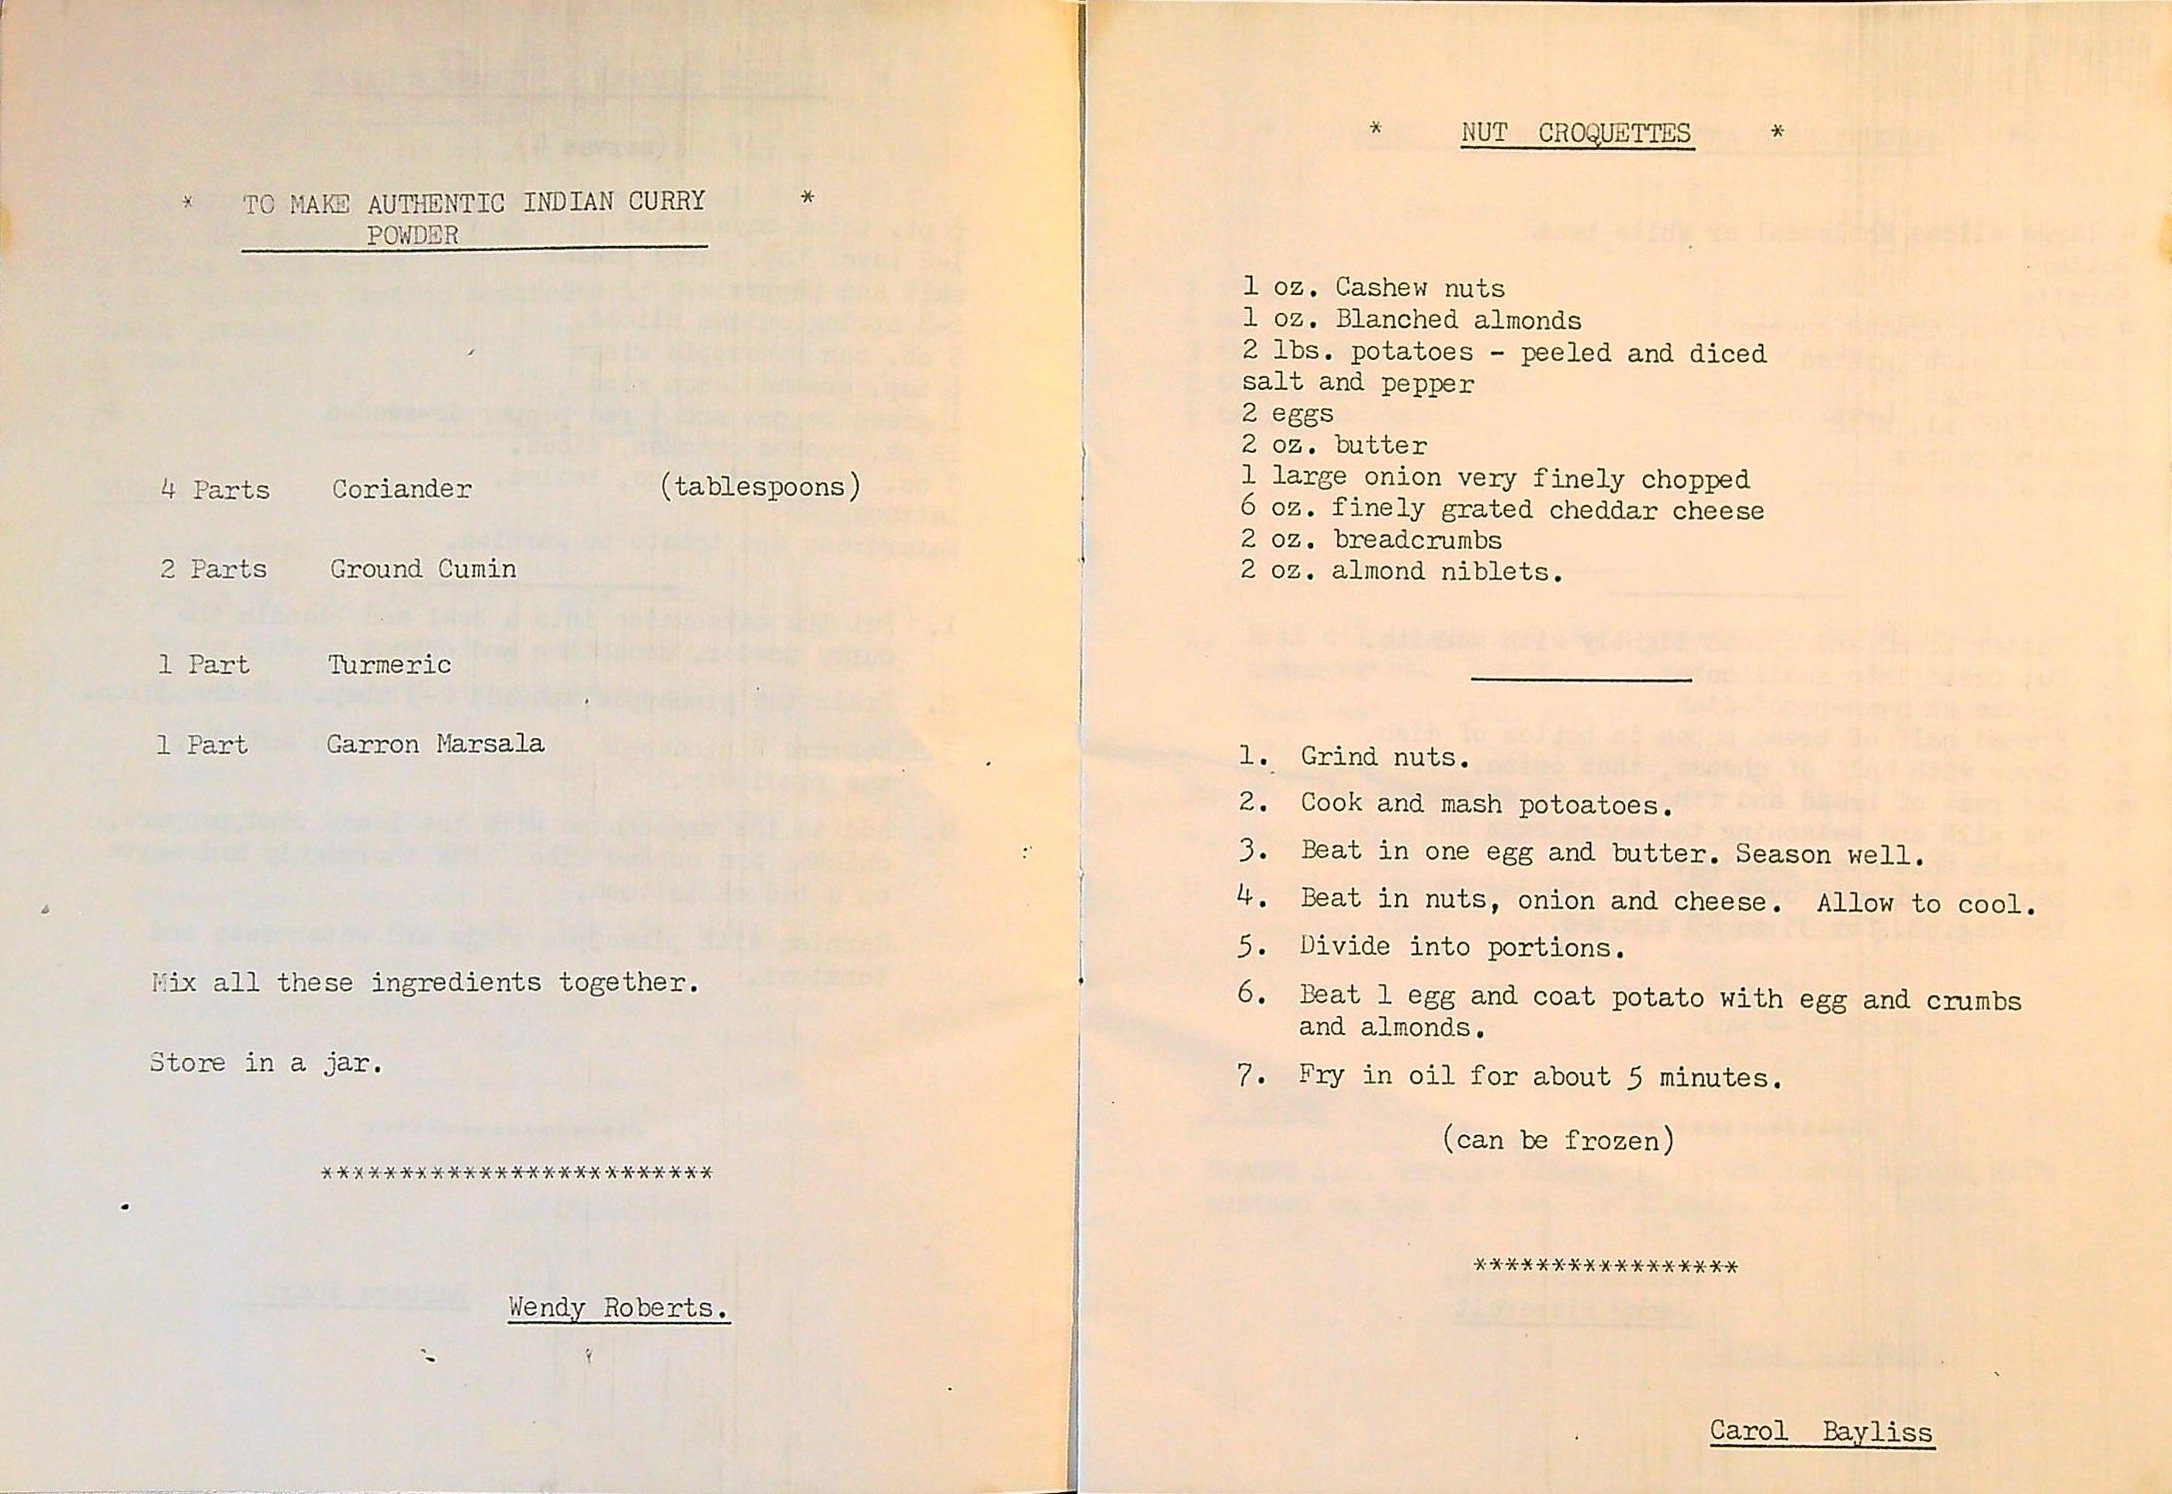 * TO MAKE AUTHENTIC INDIAN CURRY *
POWDER
4 Parts Coriander (tablespoons)
2 Parts Ground Cumin
1 Part Turmeric
1 Part Garron Marsala
Mix all these ingredients together.
Store in a jar.
*************************
Wendy Roberts.
* NUT CROQUETTES *
1 oz. Cashew nuts
1 oz. Blanched almonds
2 lbs. potatoes - peeled and diced
salt and pepper
2 eggs
2 oz. butter
1 large onion very finely chopped
6 oz. finely grated cheddar cheese
2 oz. breadcrumbs
2 oz. almond niblets.
1. Grind nuts.
2. Cook and mash potoatoes.
3. Beat in one egg and butter. Season well.
4. Beat in nuts, onion and cheese. Allow to cool.
5. Divide into portions.
6. Beat 1 egg and coat potato with egg and crumbs
and almonds.
7. Fry in oil for about 5 minutes.
(can be frozen)
*****************
Carol Bayliss